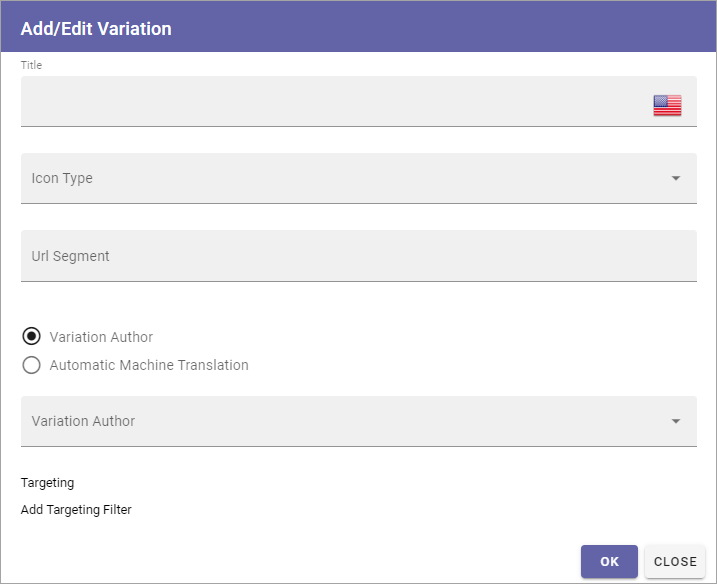 Add/Edit Variation
Title
Icon Type
Url Segment
Variation Author
Automatic Machine Translation
Variation Author
Targeting
Add Targeting Filter
OK CLOSE